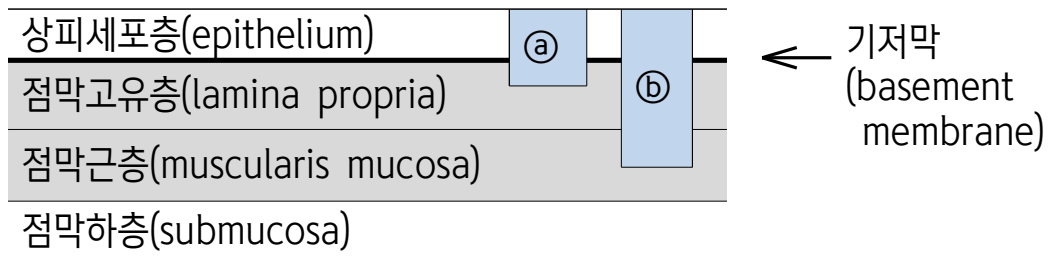 상피세포층(epithelium)
ⓐ
기저막
점막고유층(lamina propria)
ⓑ
(basement
membrane)
점막근층(muscularis mucosa)
점막하층(submucosa)